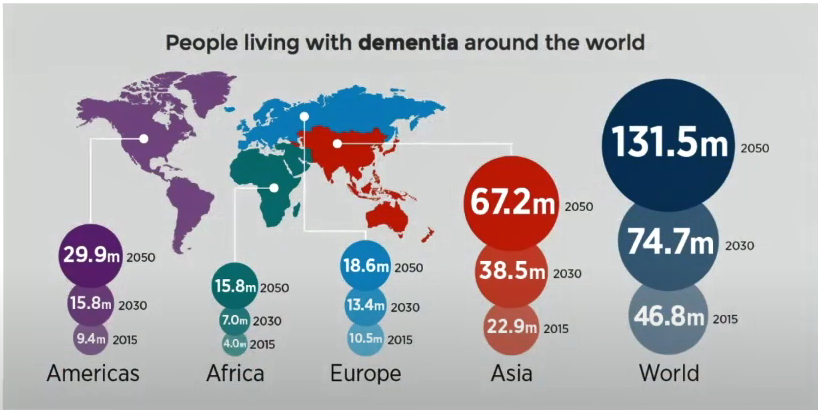 People living with dementia around the world
131.5m 2050
67.2m 2050
74.7m 2030
29.9m 2050
18.6m 2050
15.8m 2050
38.5m 2030
15.8m 2030
13.4m 2030
7.0m 2030
46.8m 2015
22.9m 2015
9.4m 2015
10.5m 2015
4.0m 2015
Americas
Africa
Europe
Asia
World